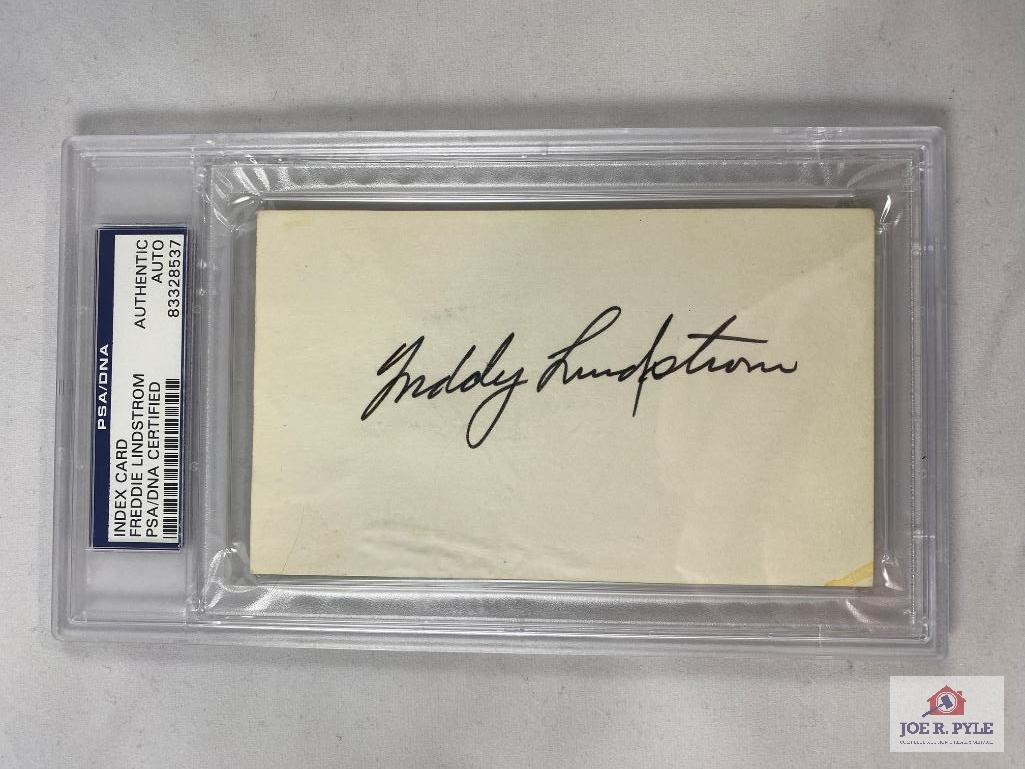 PSA/DNA
INDEX CARD
FREDDIE LINDSTROM
PSA/DNA CERTIFIED
AUTHENTIC
AUTO
83328537
Freddy Lindstrom
JOE R. PYLE